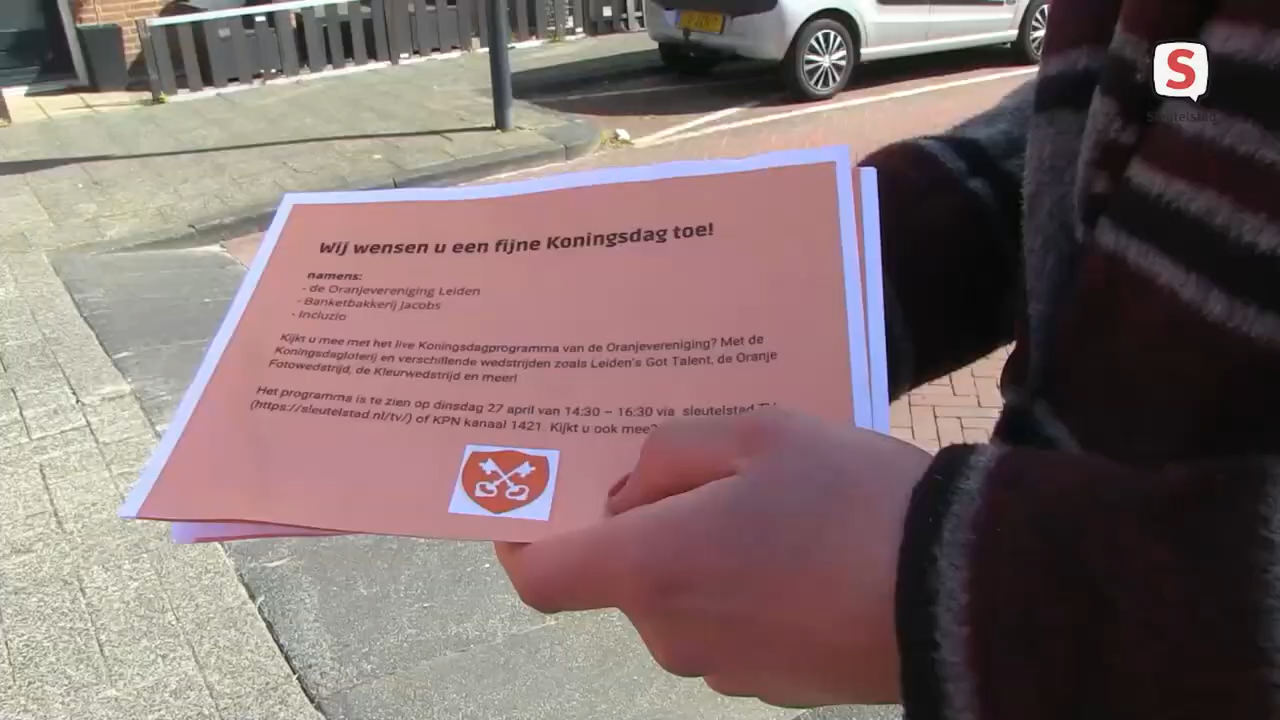 S
Sleutelstad
Wij wensen u een fijne Koningsdag toe!
namens:
- de Oranjevereniging Leiden
- Banketbakkerij Jacobs
- Incluzio
Kijkt u mee met het live Koningsdagprogramma van de Oranjevereniging? Met de
Koningsdagloterij en verschillende wedstrijden zoals Leiden's Got Talent, de Oranje
Fotowedstrijd, de Kleurwedstrijd en meer!
Het programma is te zien op dinsdag 27 april van 14:30 – 16:30 via sleutelstad TV
(https://sleutelstad.nl/tv/) of KPN kanaal 1421. Kijkt u ook mee?